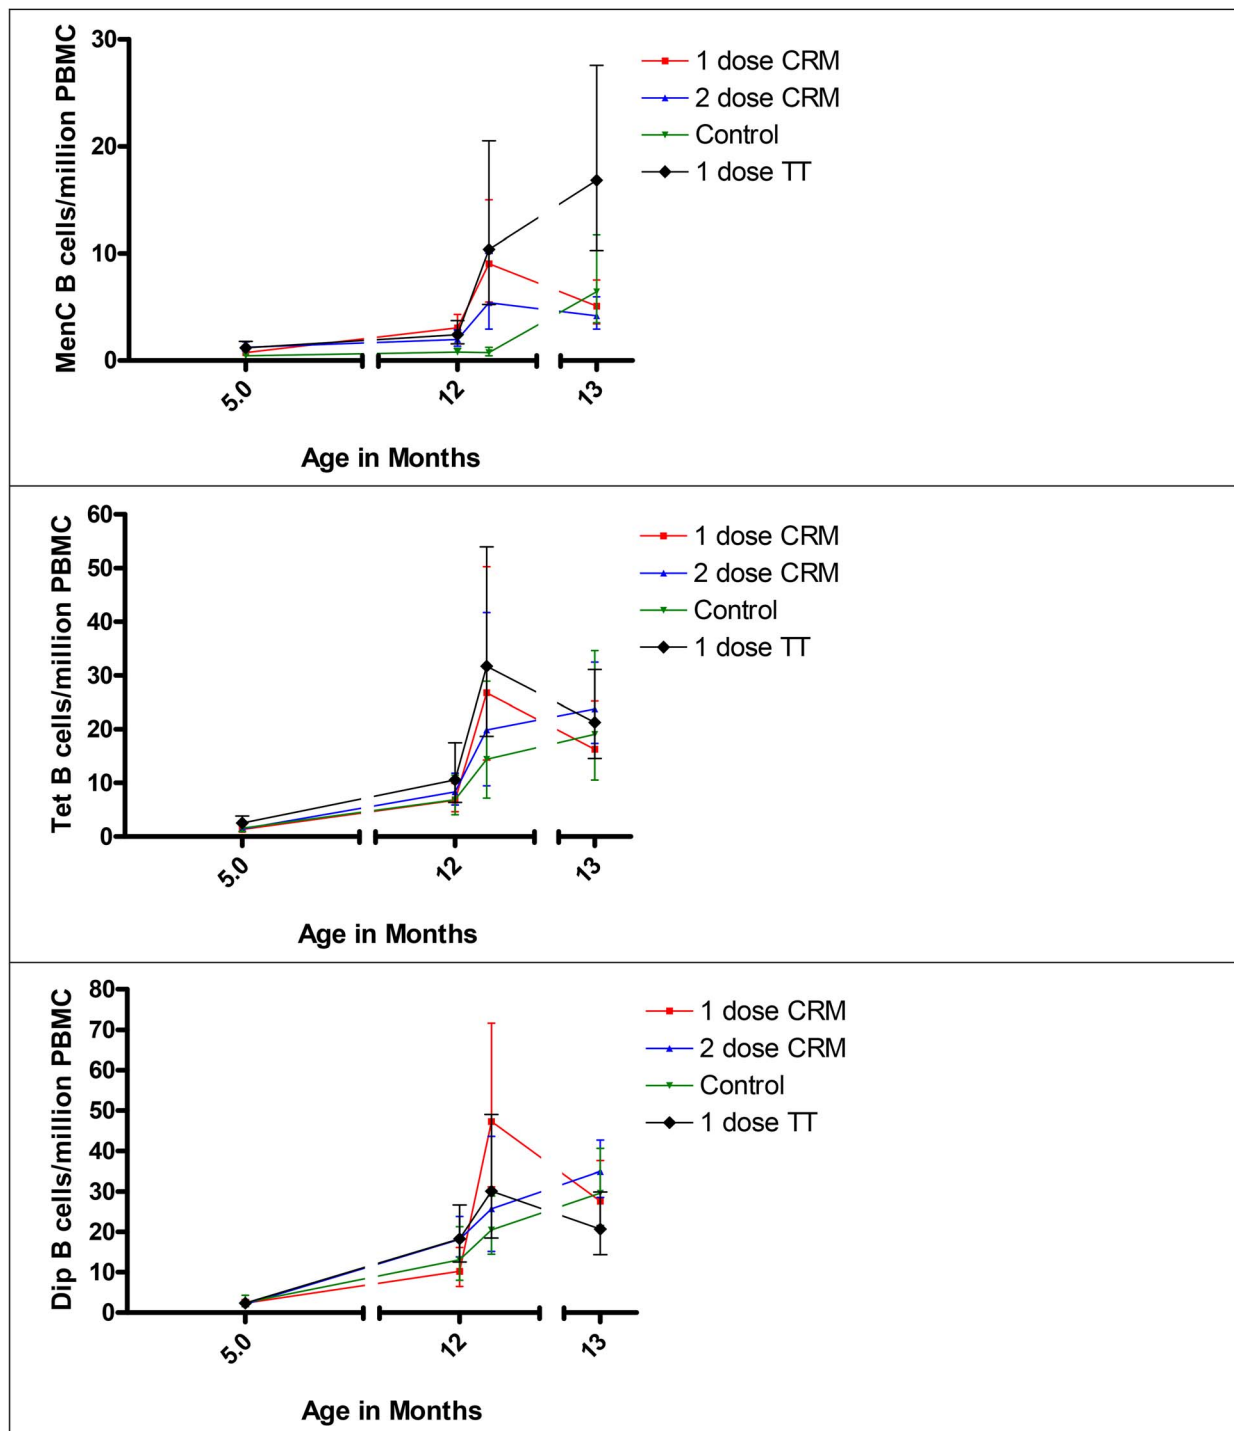 MenC B cells/million PBMC
30
20
10
0
5.0
12
13
Age in Months
1 dose CRM
2 dose CRM
Control
1 dose TT
Tet B cells/million PBMC
60
50
40
30
20
10
0
5.0
12
13
Age in Months
1 dose CRM
2 dose CRM
Control
1 dose TT
Dip B cells/million PBMC
80
70
60
50
40
30
20
10
0
5.0
12
13
Age in Months
1 dose CRM
2 dose CRM
Control
1 dose TT